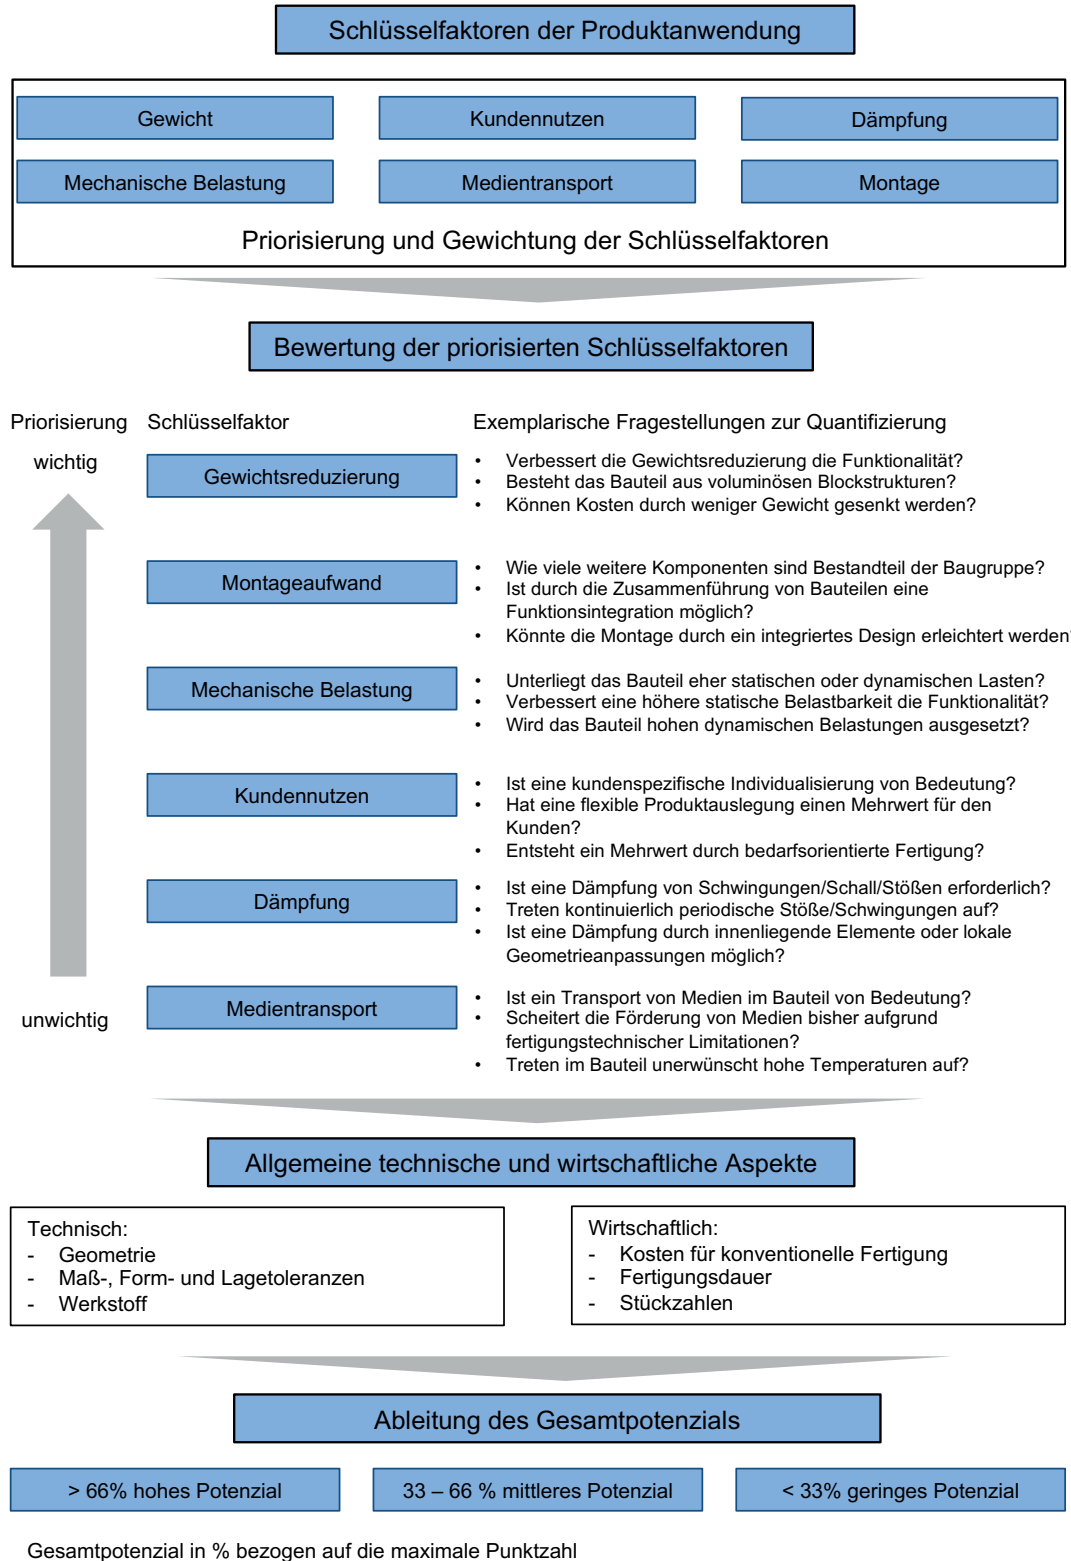 Schlüsselfaktoren der Produktanwendung
Gewicht
Kundennutzen
Dämpfung
Mechanische Belastung
Medientransport
Montage
Priorisierung und Gewichtung der Schlüsselfaktoren
Bewertung der priorisierten Schlüsselfaktoren
Priorisierung
Schlüsselfaktor
Exemplarische Fragestellungen zur Quantifizierung
wichtig
Gewichtsreduzierung
• Verbessert die Gewichtsreduzierung die Funktionalität?
• Besteht das Bauteil aus voluminösen Blockstrukturen?
• Können Kosten durch weniger Gewicht gesenkt werden?
Montageaufwand
• Wie viele weitere Komponenten sind Bestandteil der Baugruppe?
• Ist durch die Zusammenführung von Bauteilen eine
Funktionsintegration möglich?
• Könnte die Montage durch ein integriertes Design erleichtert werden?
Mechanische Belastung
• Unterliegt das Bauteil eher statischen oder dynamischen Lasten?
• Verbessert eine höhere statische Belastbarkeit die Funktionalität?
• Wird das Bauteil hohen dynamischen Belastungen ausgesetzt?
Kundennutzen
• Ist eine kundenspezifische Individualisierung von Bedeutung?
• Hat eine flexible Produktauslegung einen Mehrwert für den
Kunden?
• Entsteht ein Mehrwert durch bedarfsorientierte Fertigung?
Dämpfung
• Ist eine Dämpfung von Schwingungen/Schall/Stößen erforderlich?
• Treten kontinuierlich periodische Stöße/Schwingungen auf?
• Ist eine Dämpfung durch innenliegende Elemente oder lokale
Geometrieanpassungen möglich?
unwichtig
Medientransport
• Ist ein Transport von Medien im Bauteil von Bedeutung?
• Scheitert die Förderung von Medien bisher aufgrund
fertigungstechnischer Limitationen?
• Treten im Bauteil unerwünscht hohe Temperaturen auf?
Allgemeine technische und wirtschaftliche Aspekte
Technisch:
- Geometrie
- Maß-, Form- und Lagetoleranzen
- Werkstoff
Wirtschaftlich:
- Kosten für konventionelle Fertigung
- Fertigungsdauer
- Stückzahlen
Ableitung des Gesamtpotenzials
> 66% hohes Potenzial
33 – 66 % mittleres Potenzial
< 33% geringes Potenzial
Gesamtpotenzial in % bezogen auf die maximale Punktzahl